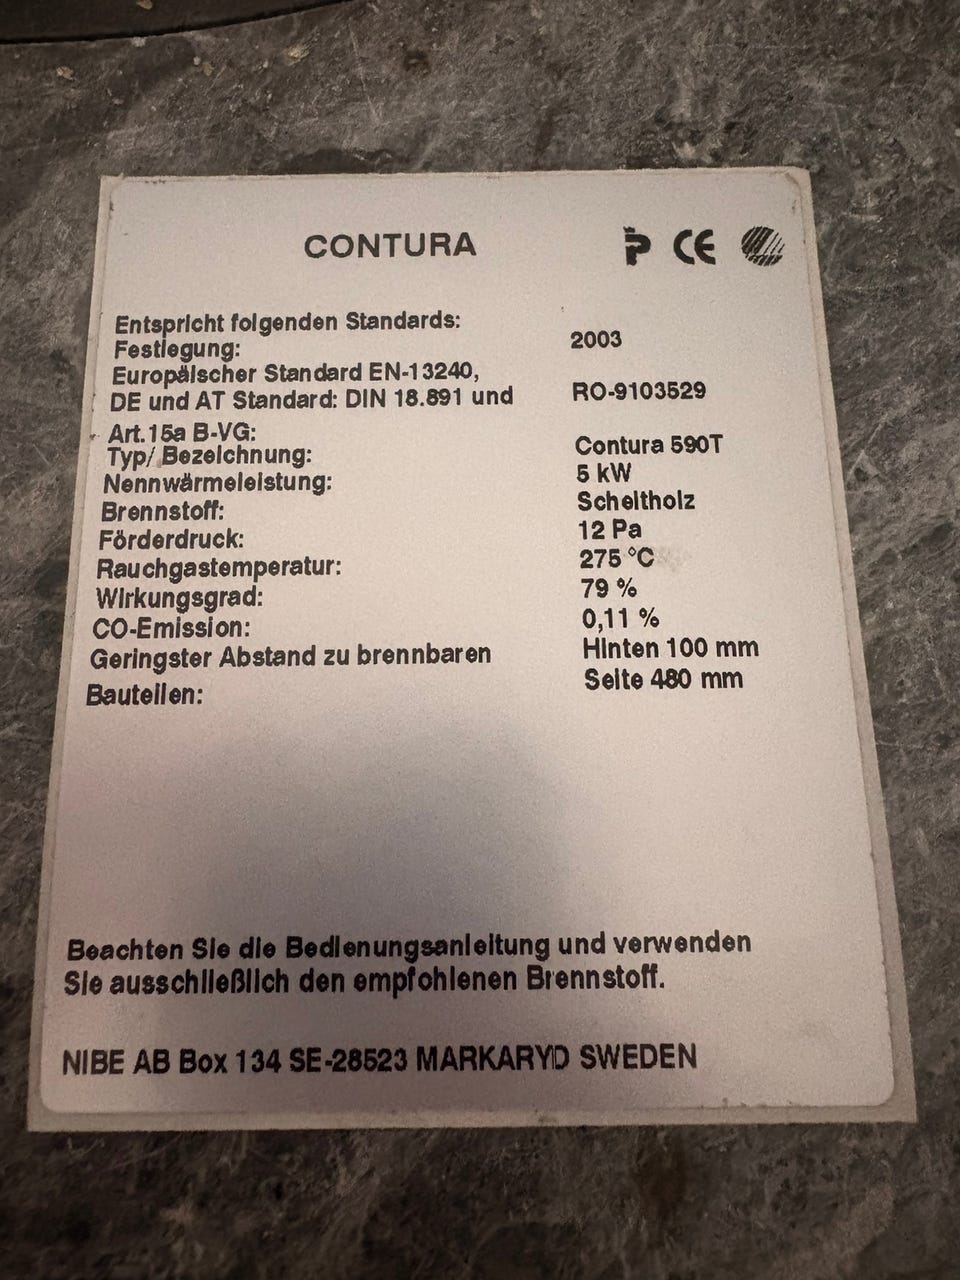 CONTURA
P CE
Entspricht folgenden Standards:
Festlegung: 2003
Europäischer Standard EN-13240,
DE und AT Standard: DIN 18.891 und RO-9103529
Art.15a B-VG:
Typ/ Bezeichnung: Contura 590T
Nennwärmeleistung: 5 kW
Brennstoff: Scheitholz
Förderdruck: 12 Pa
Rauchgastemperatur: 275 °C
Wirkungsgrad: 79 %
CO-Emission: 0,11 %
Geringster Abstand zu brennbaren Hinten 100 mm
Bauteilen: Seite 480 mm
Beachten Sie die Bedienungsanleitung und verwenden
Sie ausschließlich den empfohlenen Brennstoff.
NIBE AB Box 134 SE-28523 MARKARYD SWEDEN